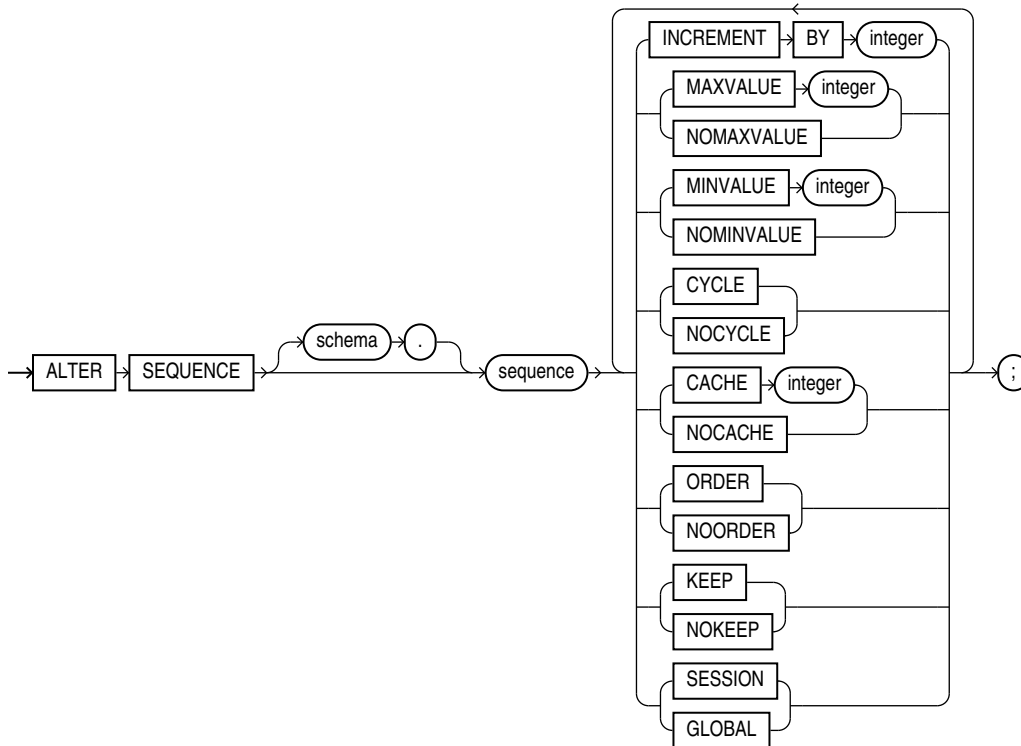 INCREMENT BY integer
MAXVALUE integer
NOMAXVALUE
MINVALUE integer
NOMINVALUE
CYCLE
NOCYCLE
schema .
ALTER SEQUENCE sequence ;
CACHE integer
NOCACHE
ORDER
NOORDER
KEEP
NOKEEP
SESSION
GLOBAL